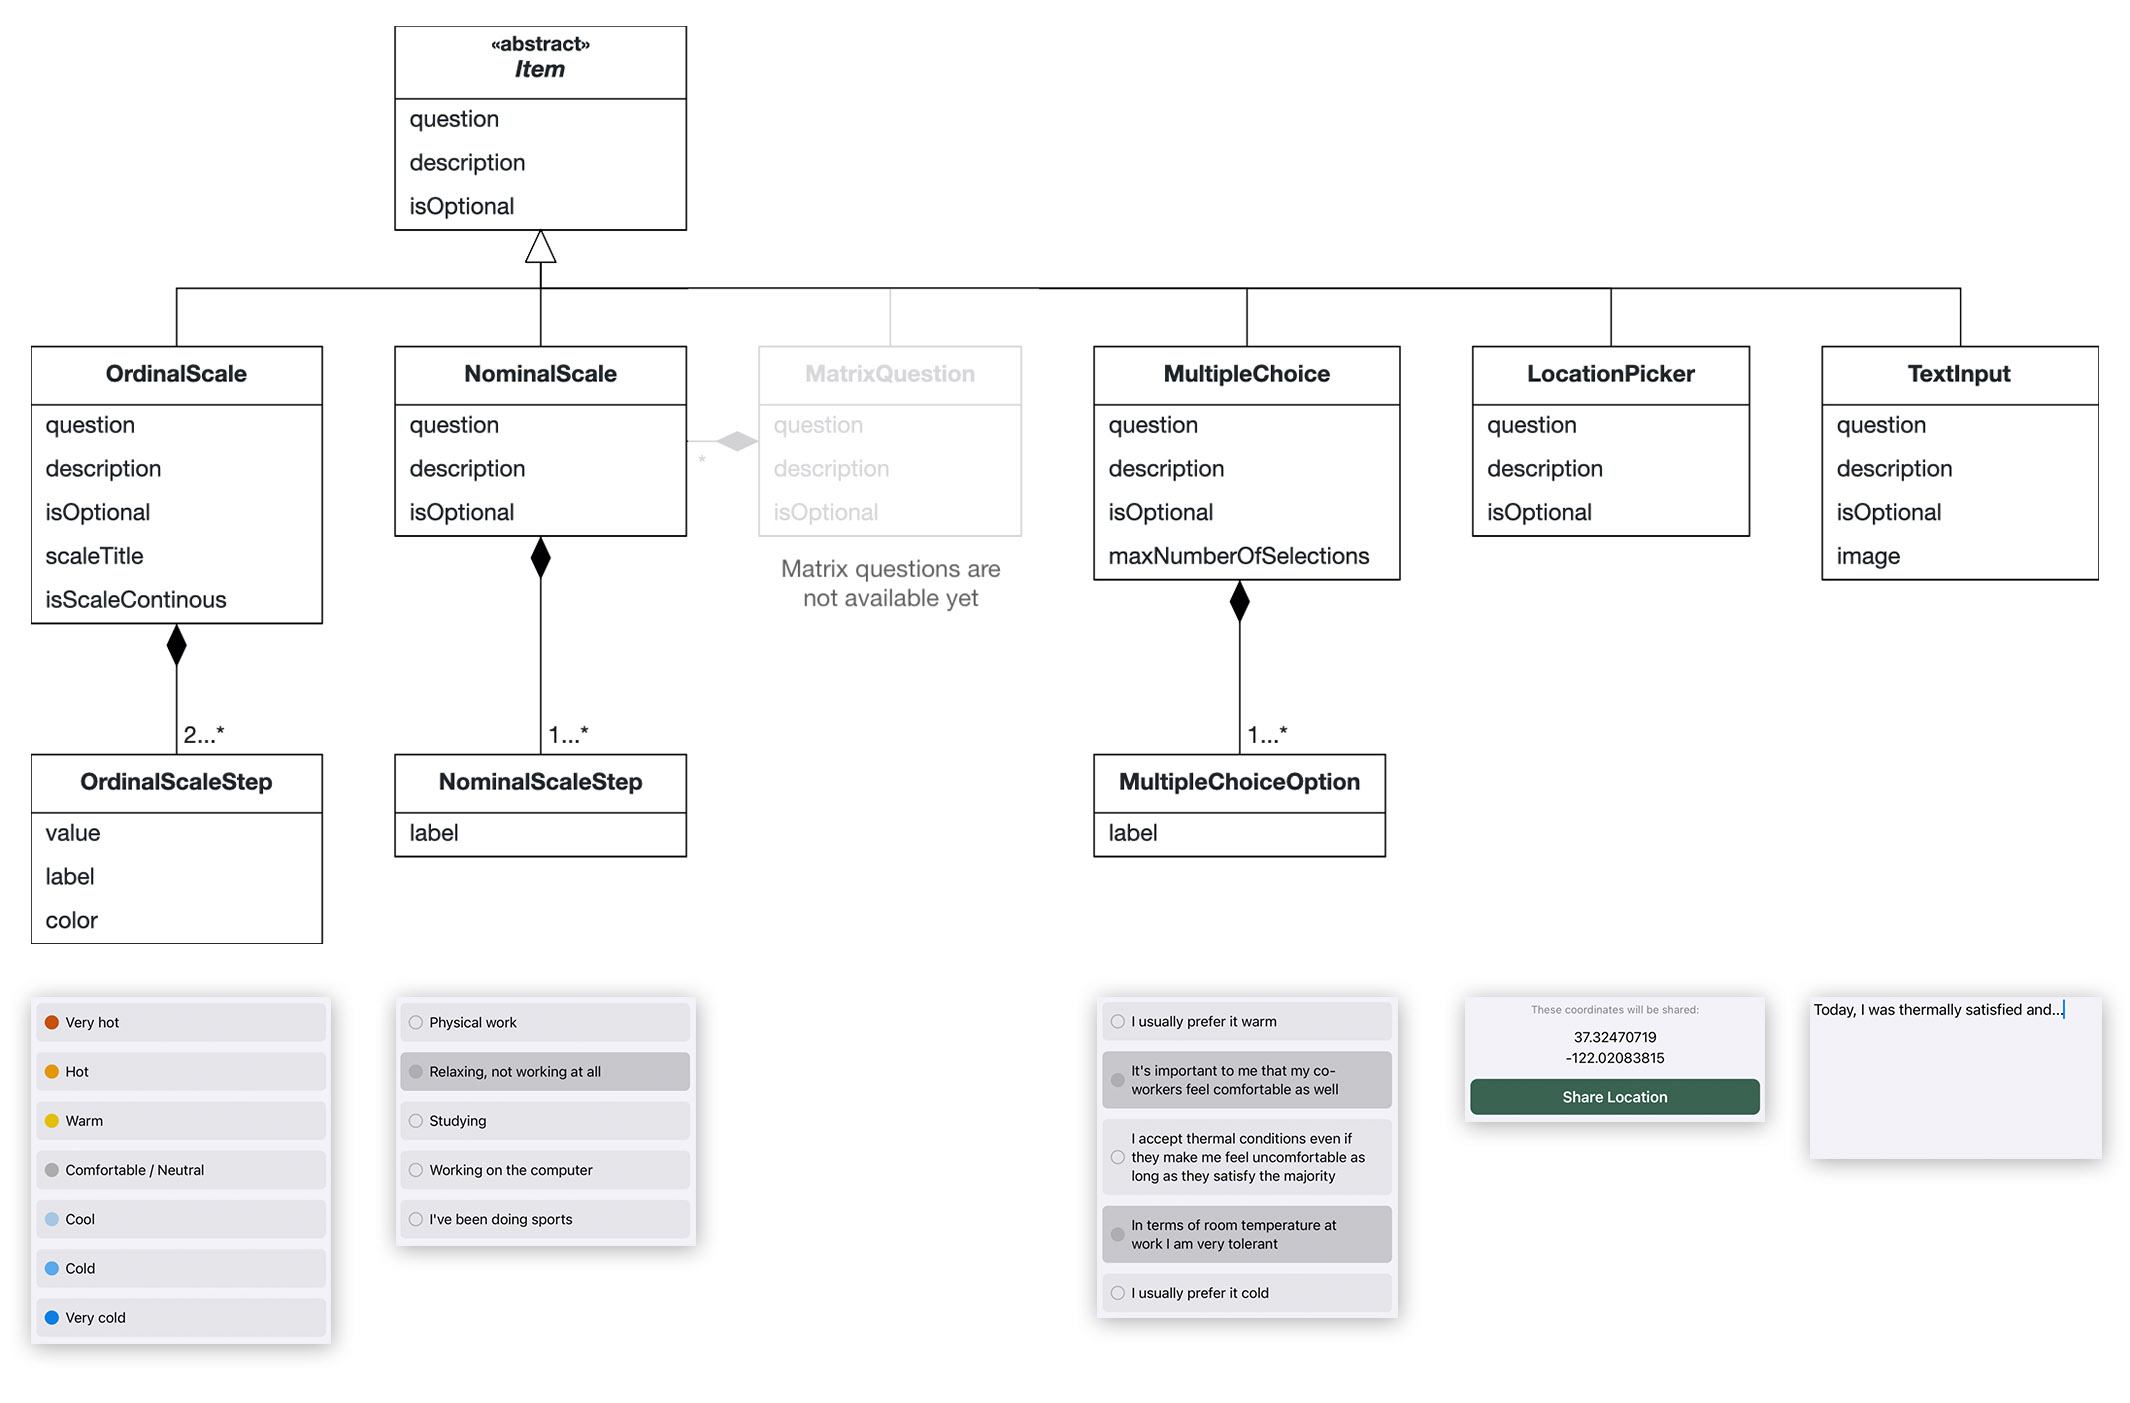 «abstract»
Item
question
description
isOptional
OrdinalScale
question
description
isOptional
scaleTitle
isScaleContinous
NominalScale
question
description
isOptional
MatrixQuestion
question
description
isOptional
*
Matrix questions are
not available yet
MultipleChoice
question
description
isOptional
maxNumberOfSelections
LocationPicker
question
description
isOptional
TextInput
question
description
isOptional
image
2...*
1...*
1...*
OrdinalScaleStep
value
label
color
NominalScaleStep
label
MultipleChoiceOption
label
Very hot
Hot
Warm
Comfortable / Neutral
Cool
Cold
Very cold
Physical work
Relaxing, not working at all
Studying
Working on the computer
I've been doing sports
I usually prefer it warm
It's important to me that my co-
workers feel comfortable as well
I accept thermal conditions even if
they make me feel uncomfortable as
long as they satisfy the majority
In terms of room temperature at
work I am very tolerant
I usually prefer it cold
These coordinates will be shared:
37.32470719
-122.02083815
Share Location
Today, I was thermally satisfied and...